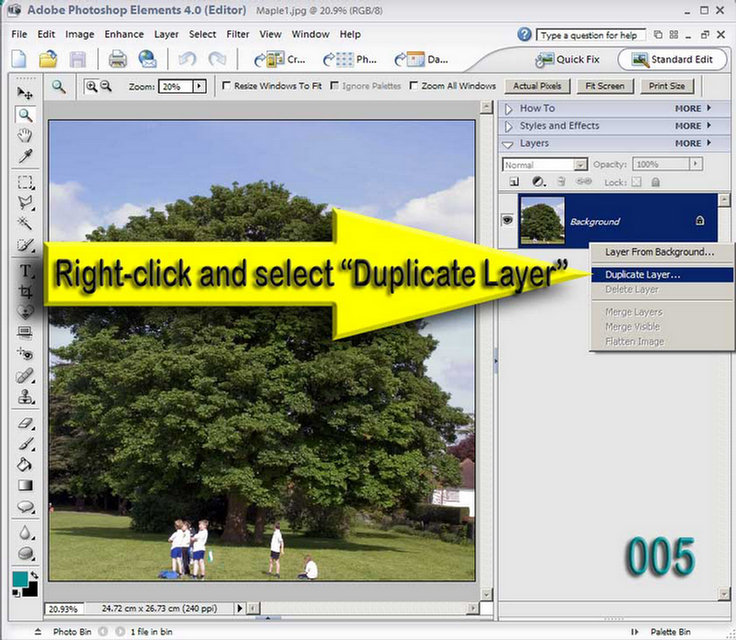 Adobe Photoshop Elements 4.0 (Editor) Maple1.jpg @ 20.9% (RGB/8)
File Edit Image Enhance Layer Select Filter View Window Help Type a question for help
Cr... Ph... Da... Quick Fix Standard Edit
Zoom: 20% Resize Windows To Fit Ignore Palettes Zoom All Windows Actual Pixels Fit Screen Print Size
How To MORE
Styles and Effects MORE
Layers MORE
Normal Opacity: 100%
Lock:
Background
Layer From Background...
Right-click and select “Duplicate Layer”
Duplicate Layer...
Delete Layer
Merge Layers
Merge Visible
Flatten Image
T
005
20.93% 24.72 cm x 26.73 cm (240 ppi)
Photo Bin 1 file in bin Palette Bin